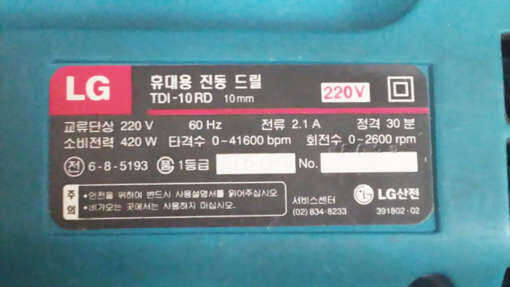 LG 휴대용 진동 드릴
TDI-10RD 10mm 220V
교류단상 220 V 60 Hz 전류 2.1 A 정격 30 분
소비전력 420 W 타격수 0~41600 bpm 회전수 0~2600 rpm
전 6-8-5193 용 1등급 No.
주의
• 안전을 위하여 반드시 사용설명서를 읽어주십시오.
• 비가오는 곳에서는 사용하지 마십시오.
서비스센터
(02) 834-8233
LG산전
391802-02